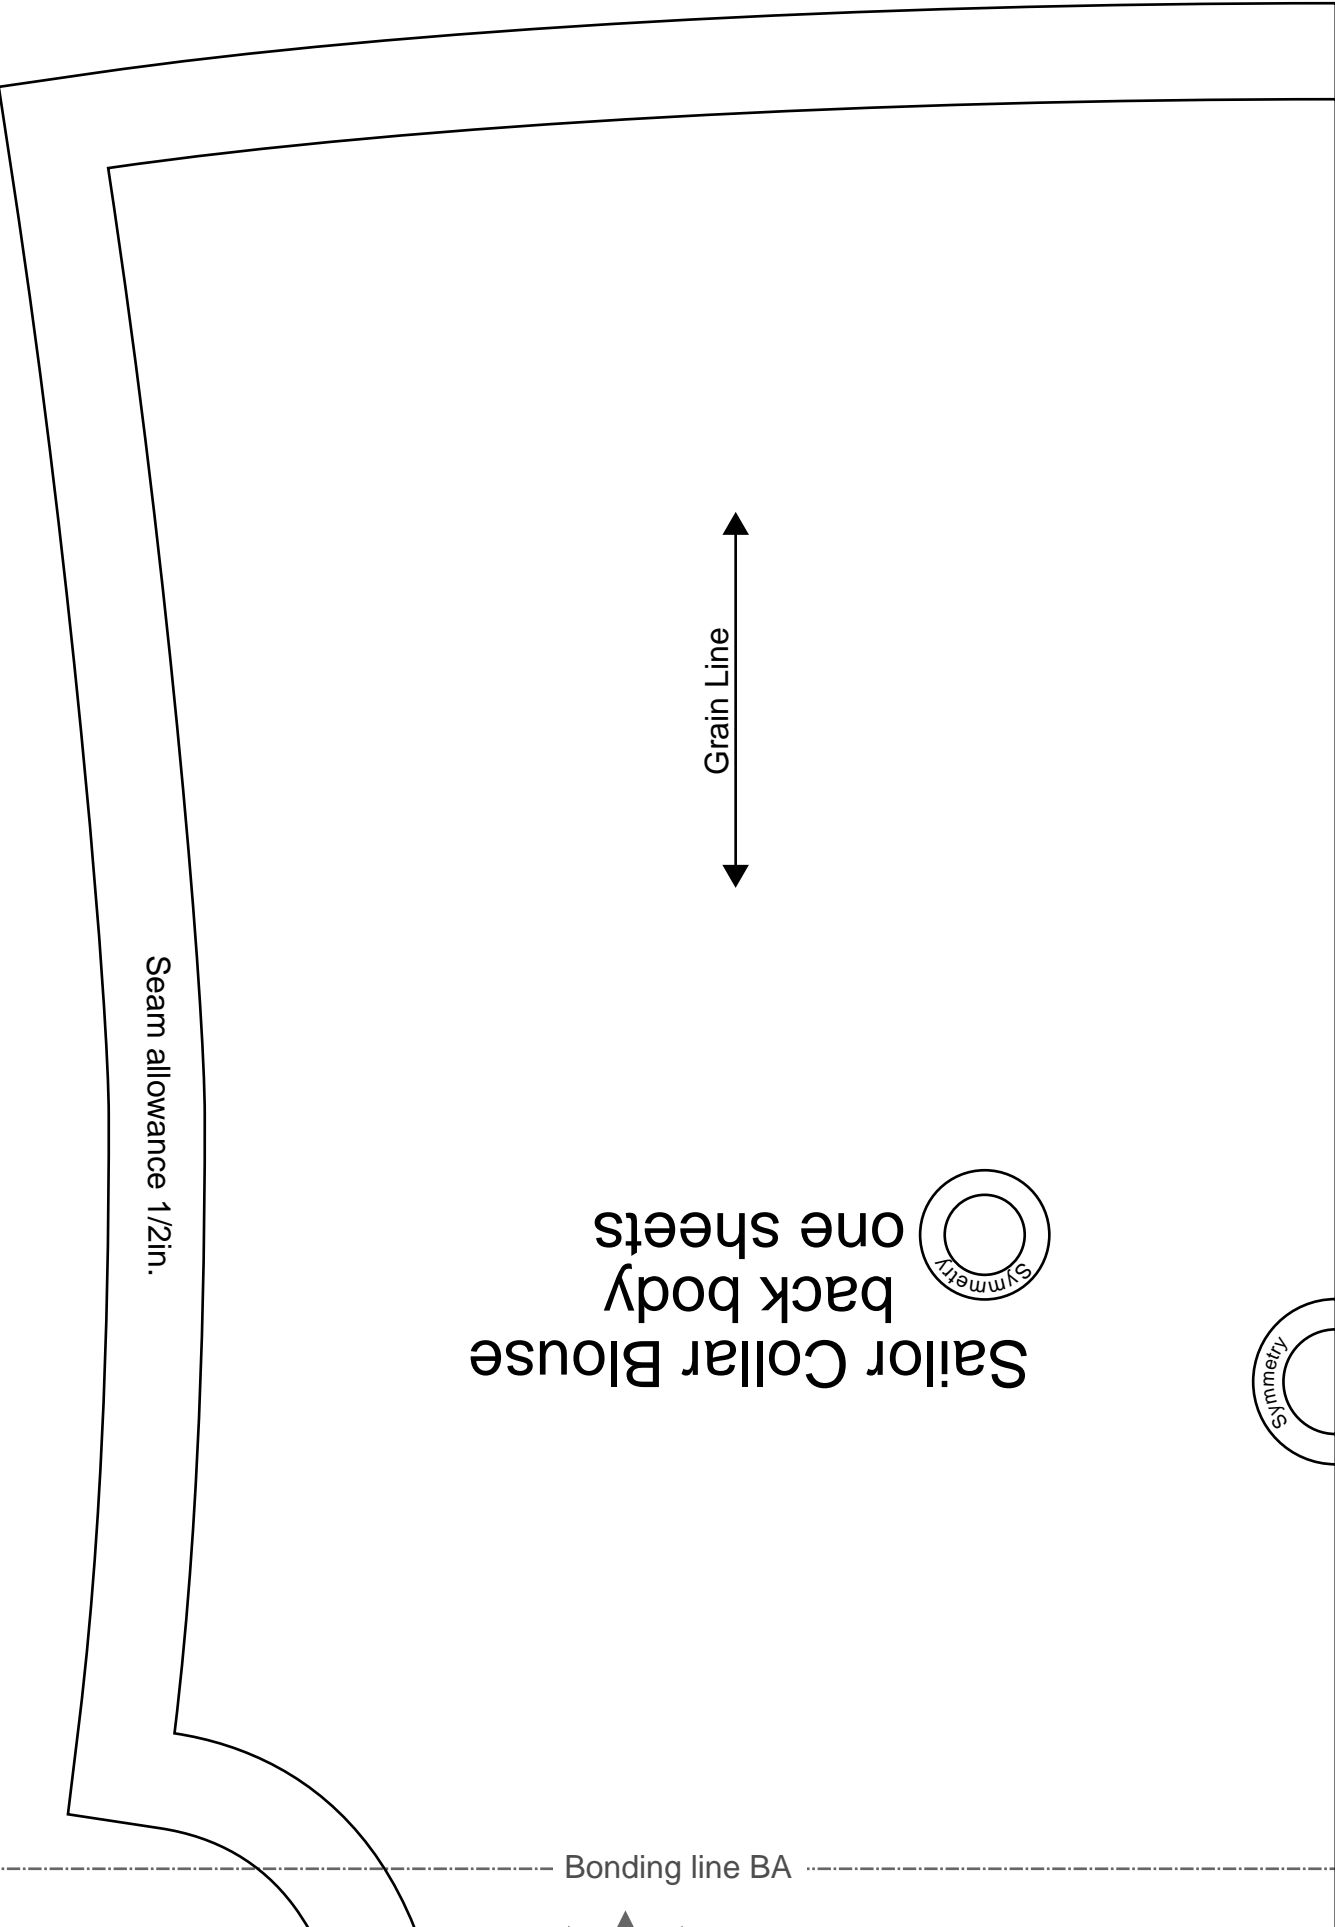 Grain Line
Seam allowance 1/2in.
Sailor Collar Blouse
back body
one sheets
Symmetry
Symmetry
Bonding line BA